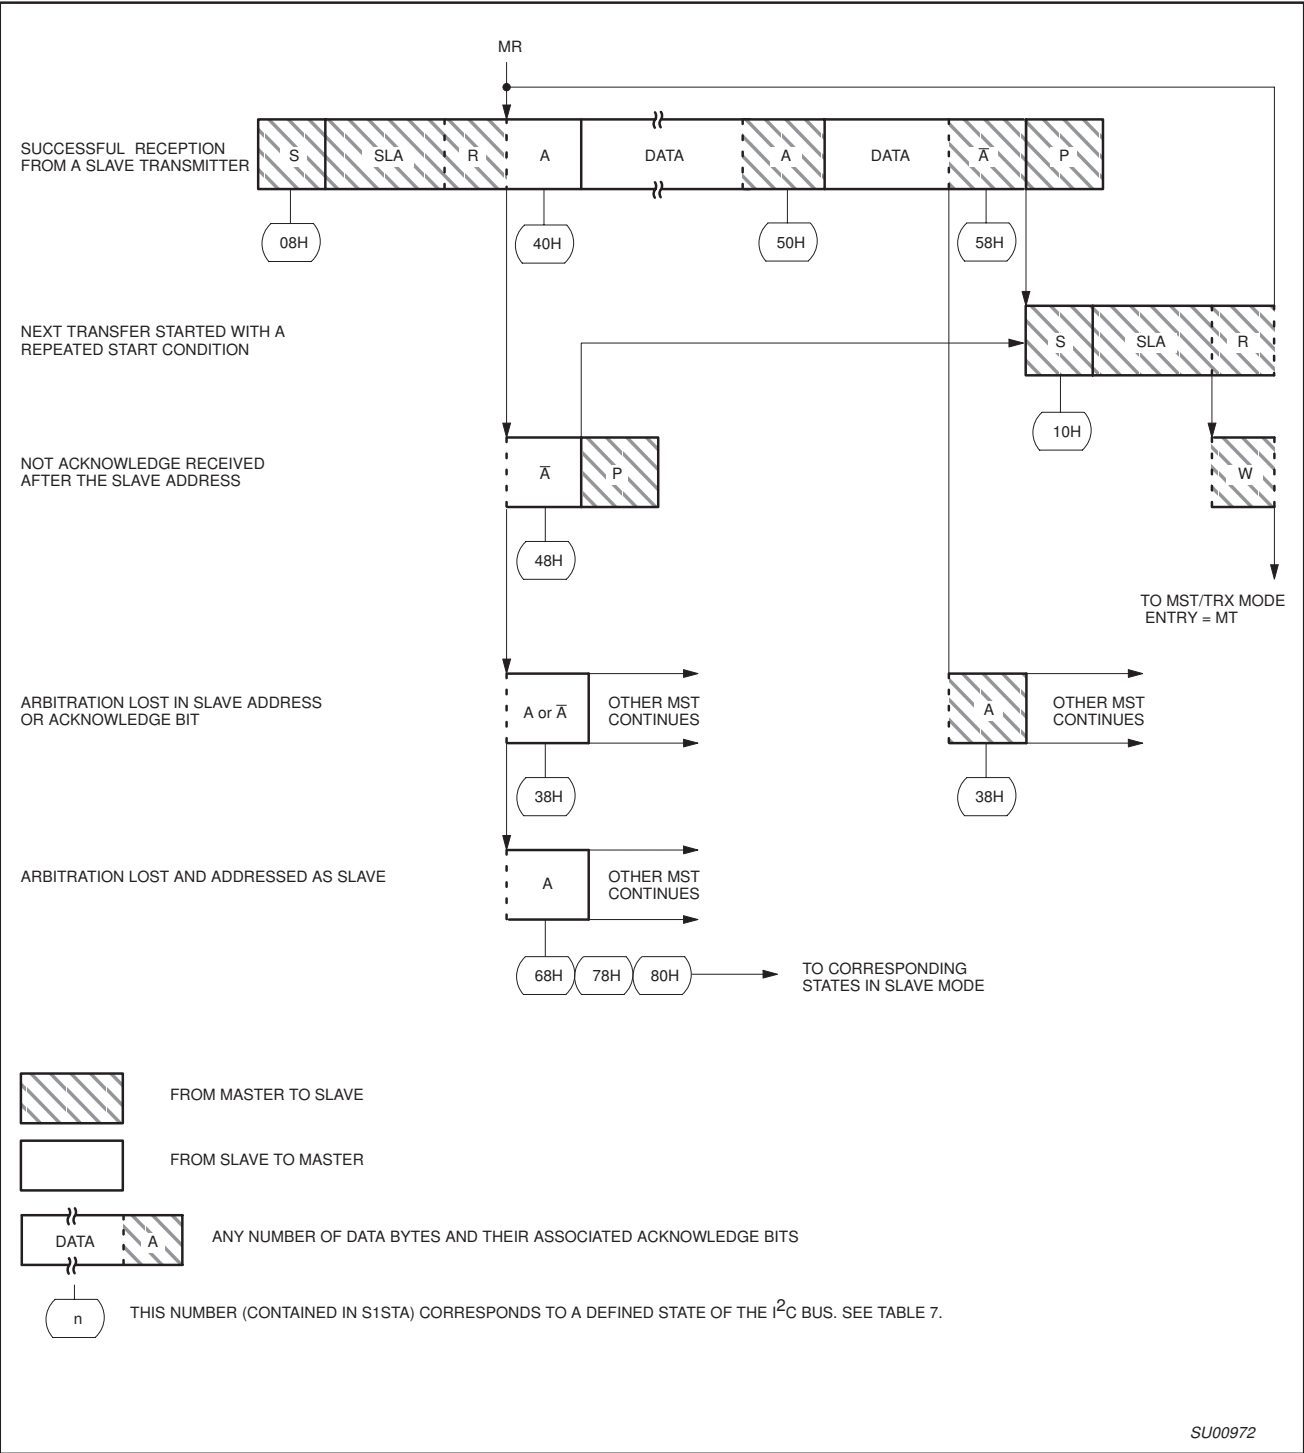 MR
SUCCESSFUL RECEPTION
FROM A SLAVE TRANSMITTER
S SLA R A DATA A DATA A̅ P
08H 40H 50H 58H
NEXT TRANSFER STARTED WITH A
REPEATED START CONDITION
S SLA R
10H
NOT ACKNOWLEDGE RECEIVED
AFTER THE SLAVE ADDRESS
A̅ P
W
48H
TO MST/TRX MODE
ENTRY = MT
ARBITRATION LOST IN SLAVE ADDRESS
OR ACKNOWLEDGE BIT
A or A̅
OTHER MST
CONTINUES
A
OTHER MST
CONTINUES
38H 38H
ARBITRATION LOST AND ADDRESSED AS SLAVE
A
OTHER MST
CONTINUES
68H 78H 80H
TO CORRESPONDING
STATES IN SLAVE MODE
FROM MASTER TO SLAVE
FROM SLAVE TO MASTER
DATA A
ANY NUMBER OF DATA BYTES AND THEIR ASSOCIATED ACKNOWLEDGE BITS
n
THIS NUMBER (CONTAINED IN S1STA) CORRESPONDS TO A DEFINED STATE OF THE I²C BUS. SEE TABLE 7.
SU00972